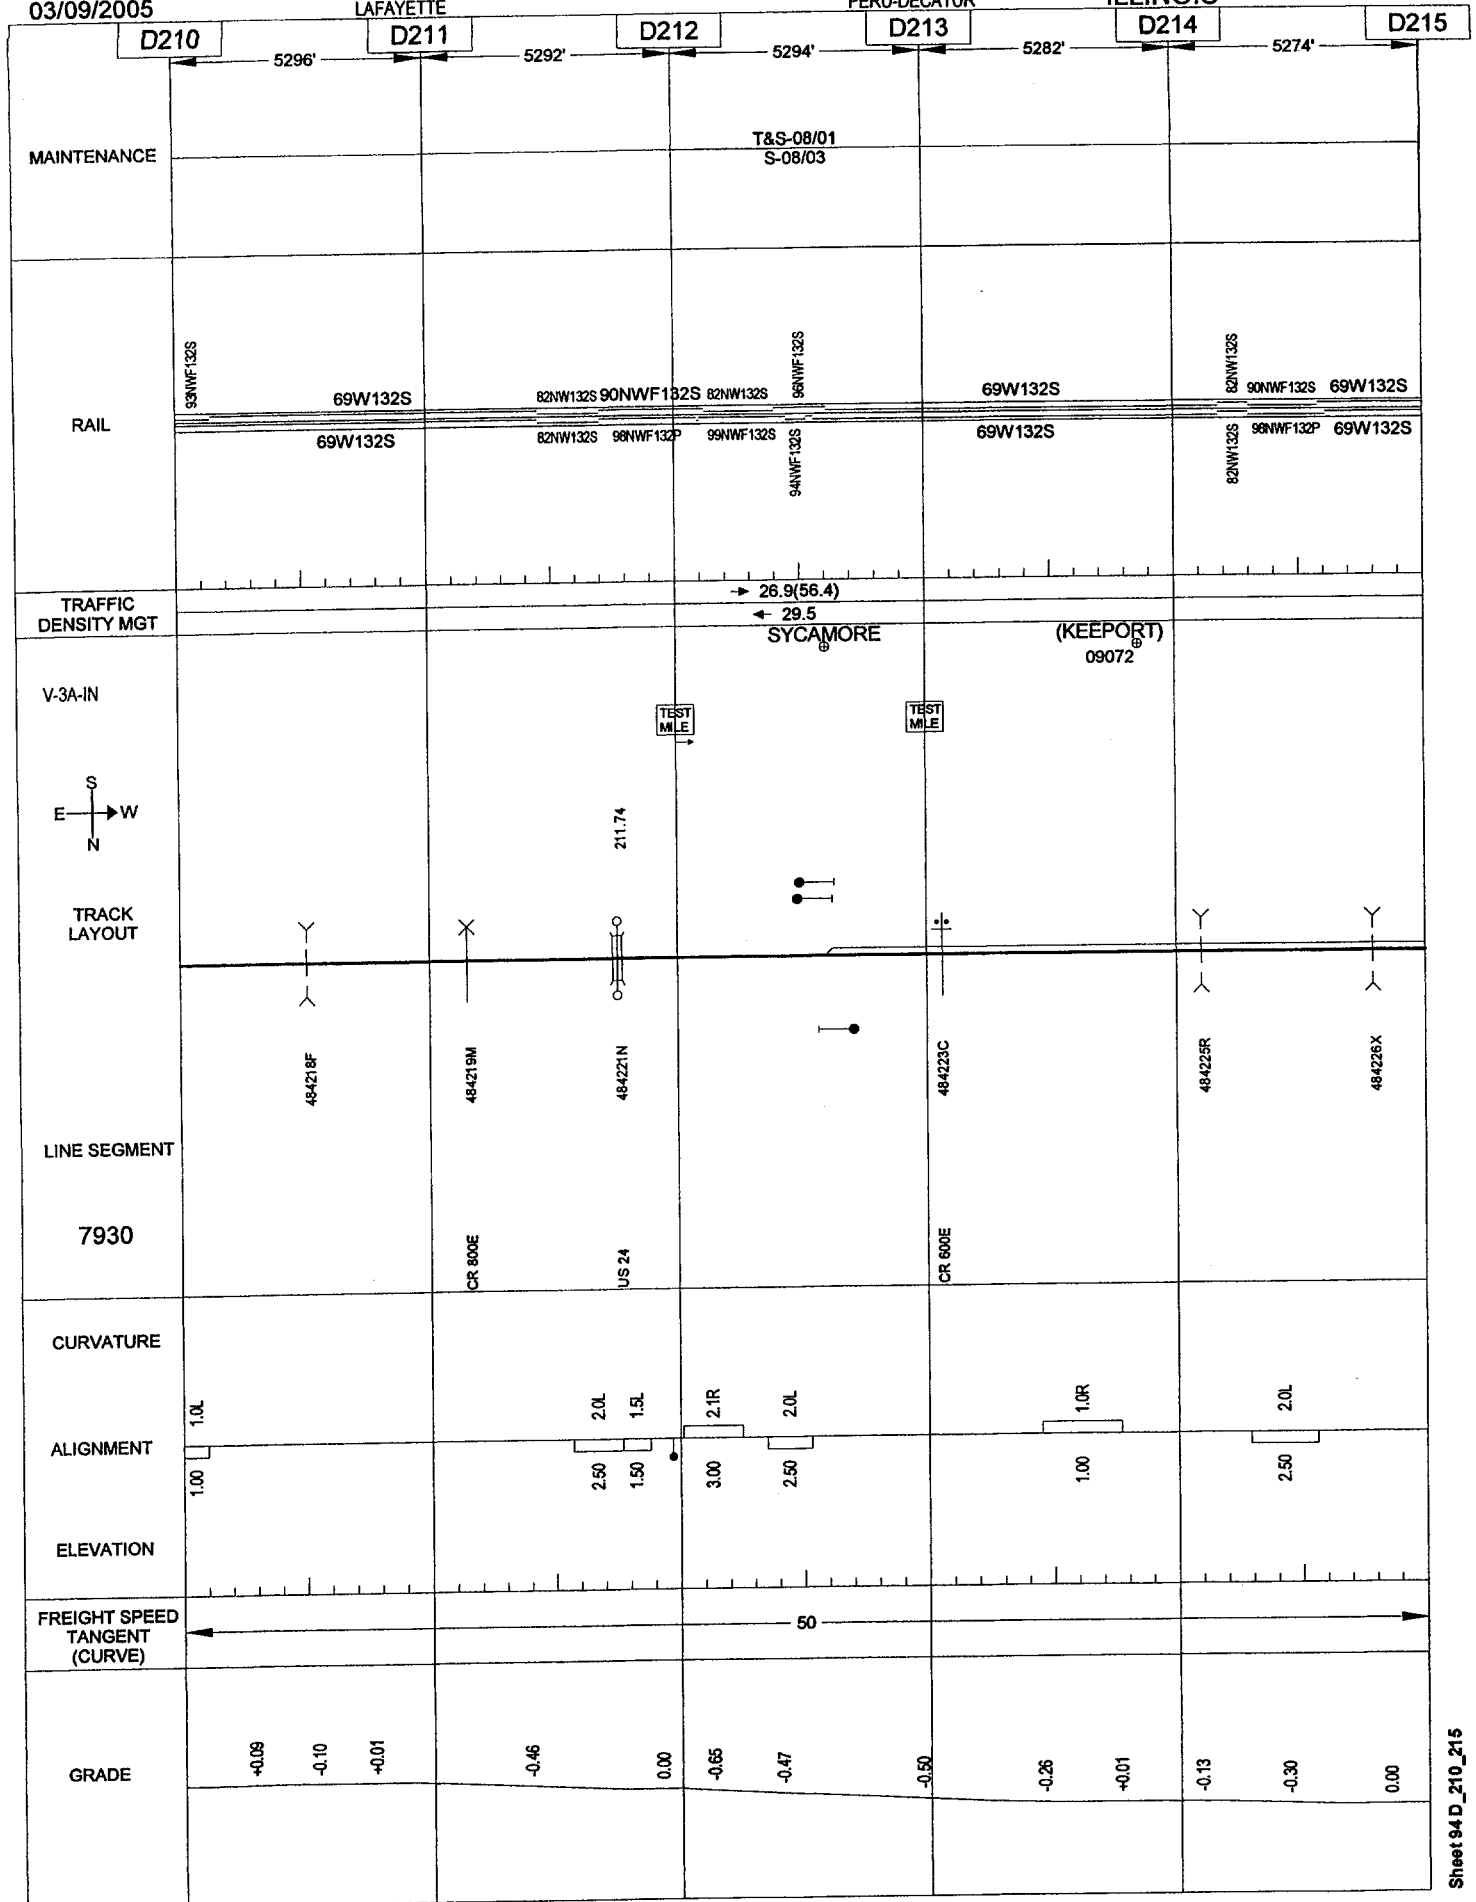 03/09/2005 LAFAYETTE PERU-DECATUR ILLINOIS
D210 D211 D212 D213 D214 D215
5296' 5292' 5294' 5282' 5274'
MAINTENANCE
T&S-08/01
S-08/03
RAIL
93NWF132S 96NWF132S 82NW132S
69W132S 82NW132S 90NWF132S 82NW132S 69W132S 90NWF132S 69W132S
69W132S 82NW132S 98NWF132P 99NWF132S 69W132S 98NWF132P 69W132S
94NWF132S 82NW132S
TRAFFIC
DENSITY MGT
26.9(56.4)
29.5
SYCAMORE (KEEPORT)
09072
V-3A-IN
TEST
MILE
TEST
MILE
S
E W
N
211.74
TRACK
LAYOUT
484218F 484219M 484221N 484223C 484225R 484226X
LINE SEGMENT
7930
CR 800E US 24 CR 600E
CURVATURE
1.0L 2.0L 1.5L 2.1R 2.0L 1.0R 2.0L
ALIGNMENT
1.00 2.50 1.50 3.00 2.50 1.00 2.50
ELEVATION
FREIGHT SPEED
TANGENT
(CURVE)
50
GRADE
+0.09 -0.10 +0.01 -0.46 0.00 -0.65 -0.47 -0.50 -0.26 +0.01 -0.13 -0.30 0.00
Sheet 94 D_210_215